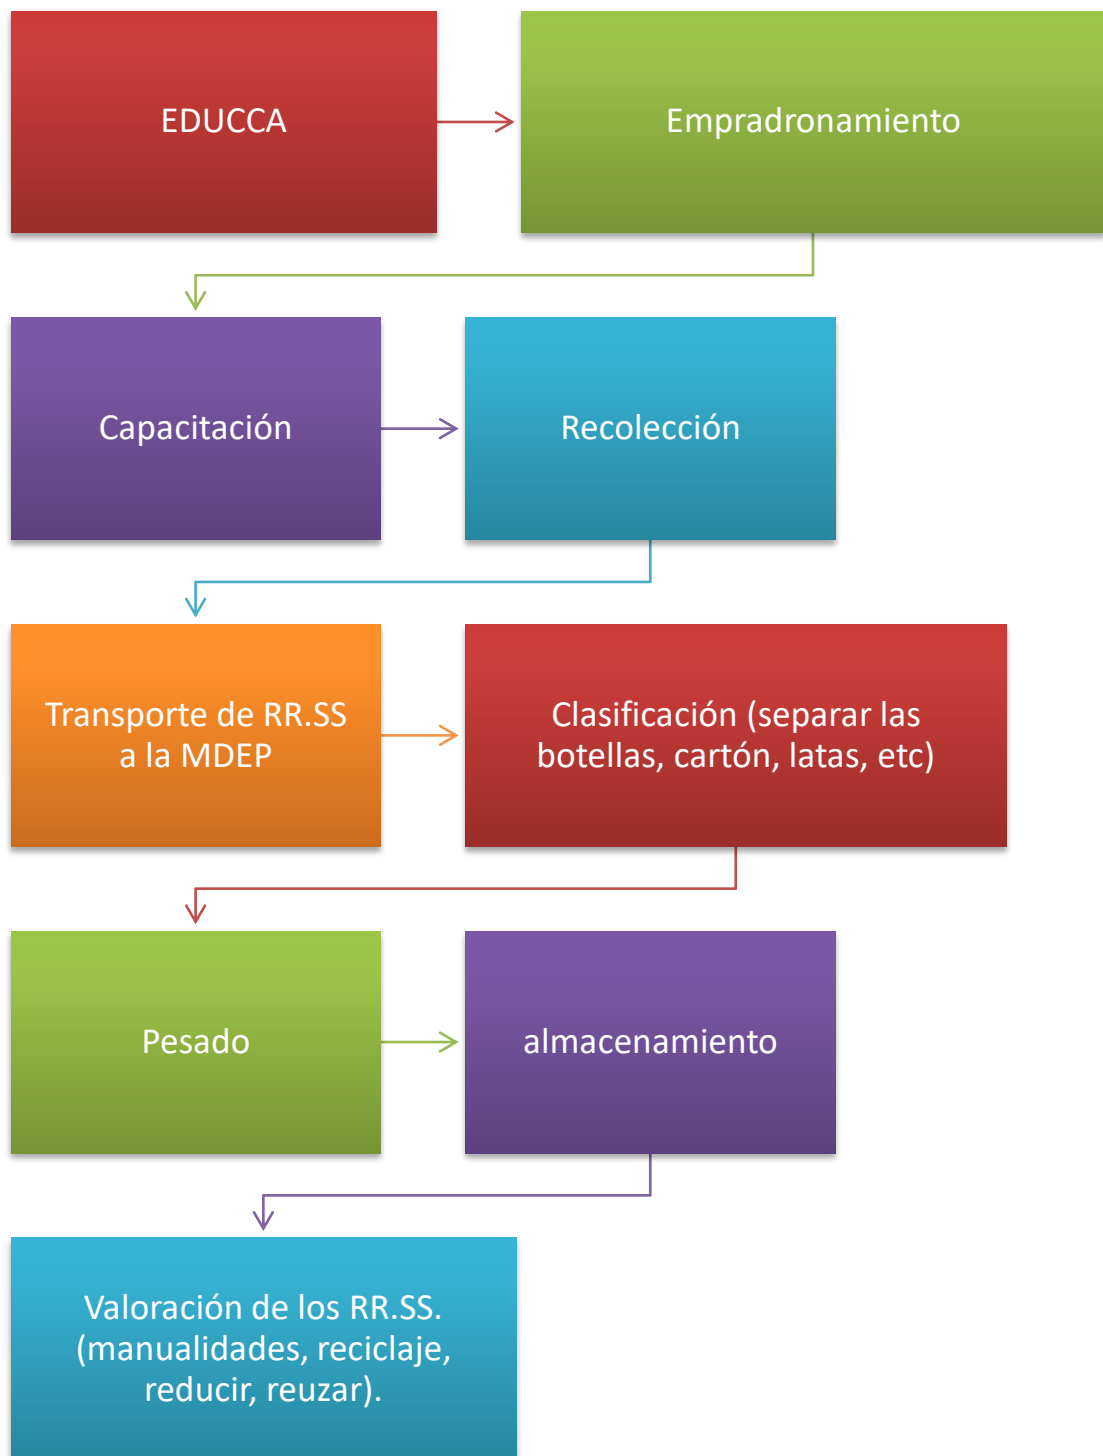 EDUCCA
Empradronamiento
Capacitación
Recolección
Transporte de RR.SS
a la MDEP
Clasificación (separar las
botellas, cartón, latas, etc)
Pesado
almacenamiento
Valoración de los RR.SS.
(manualidades, reciclaje,
reducir, reuzar).